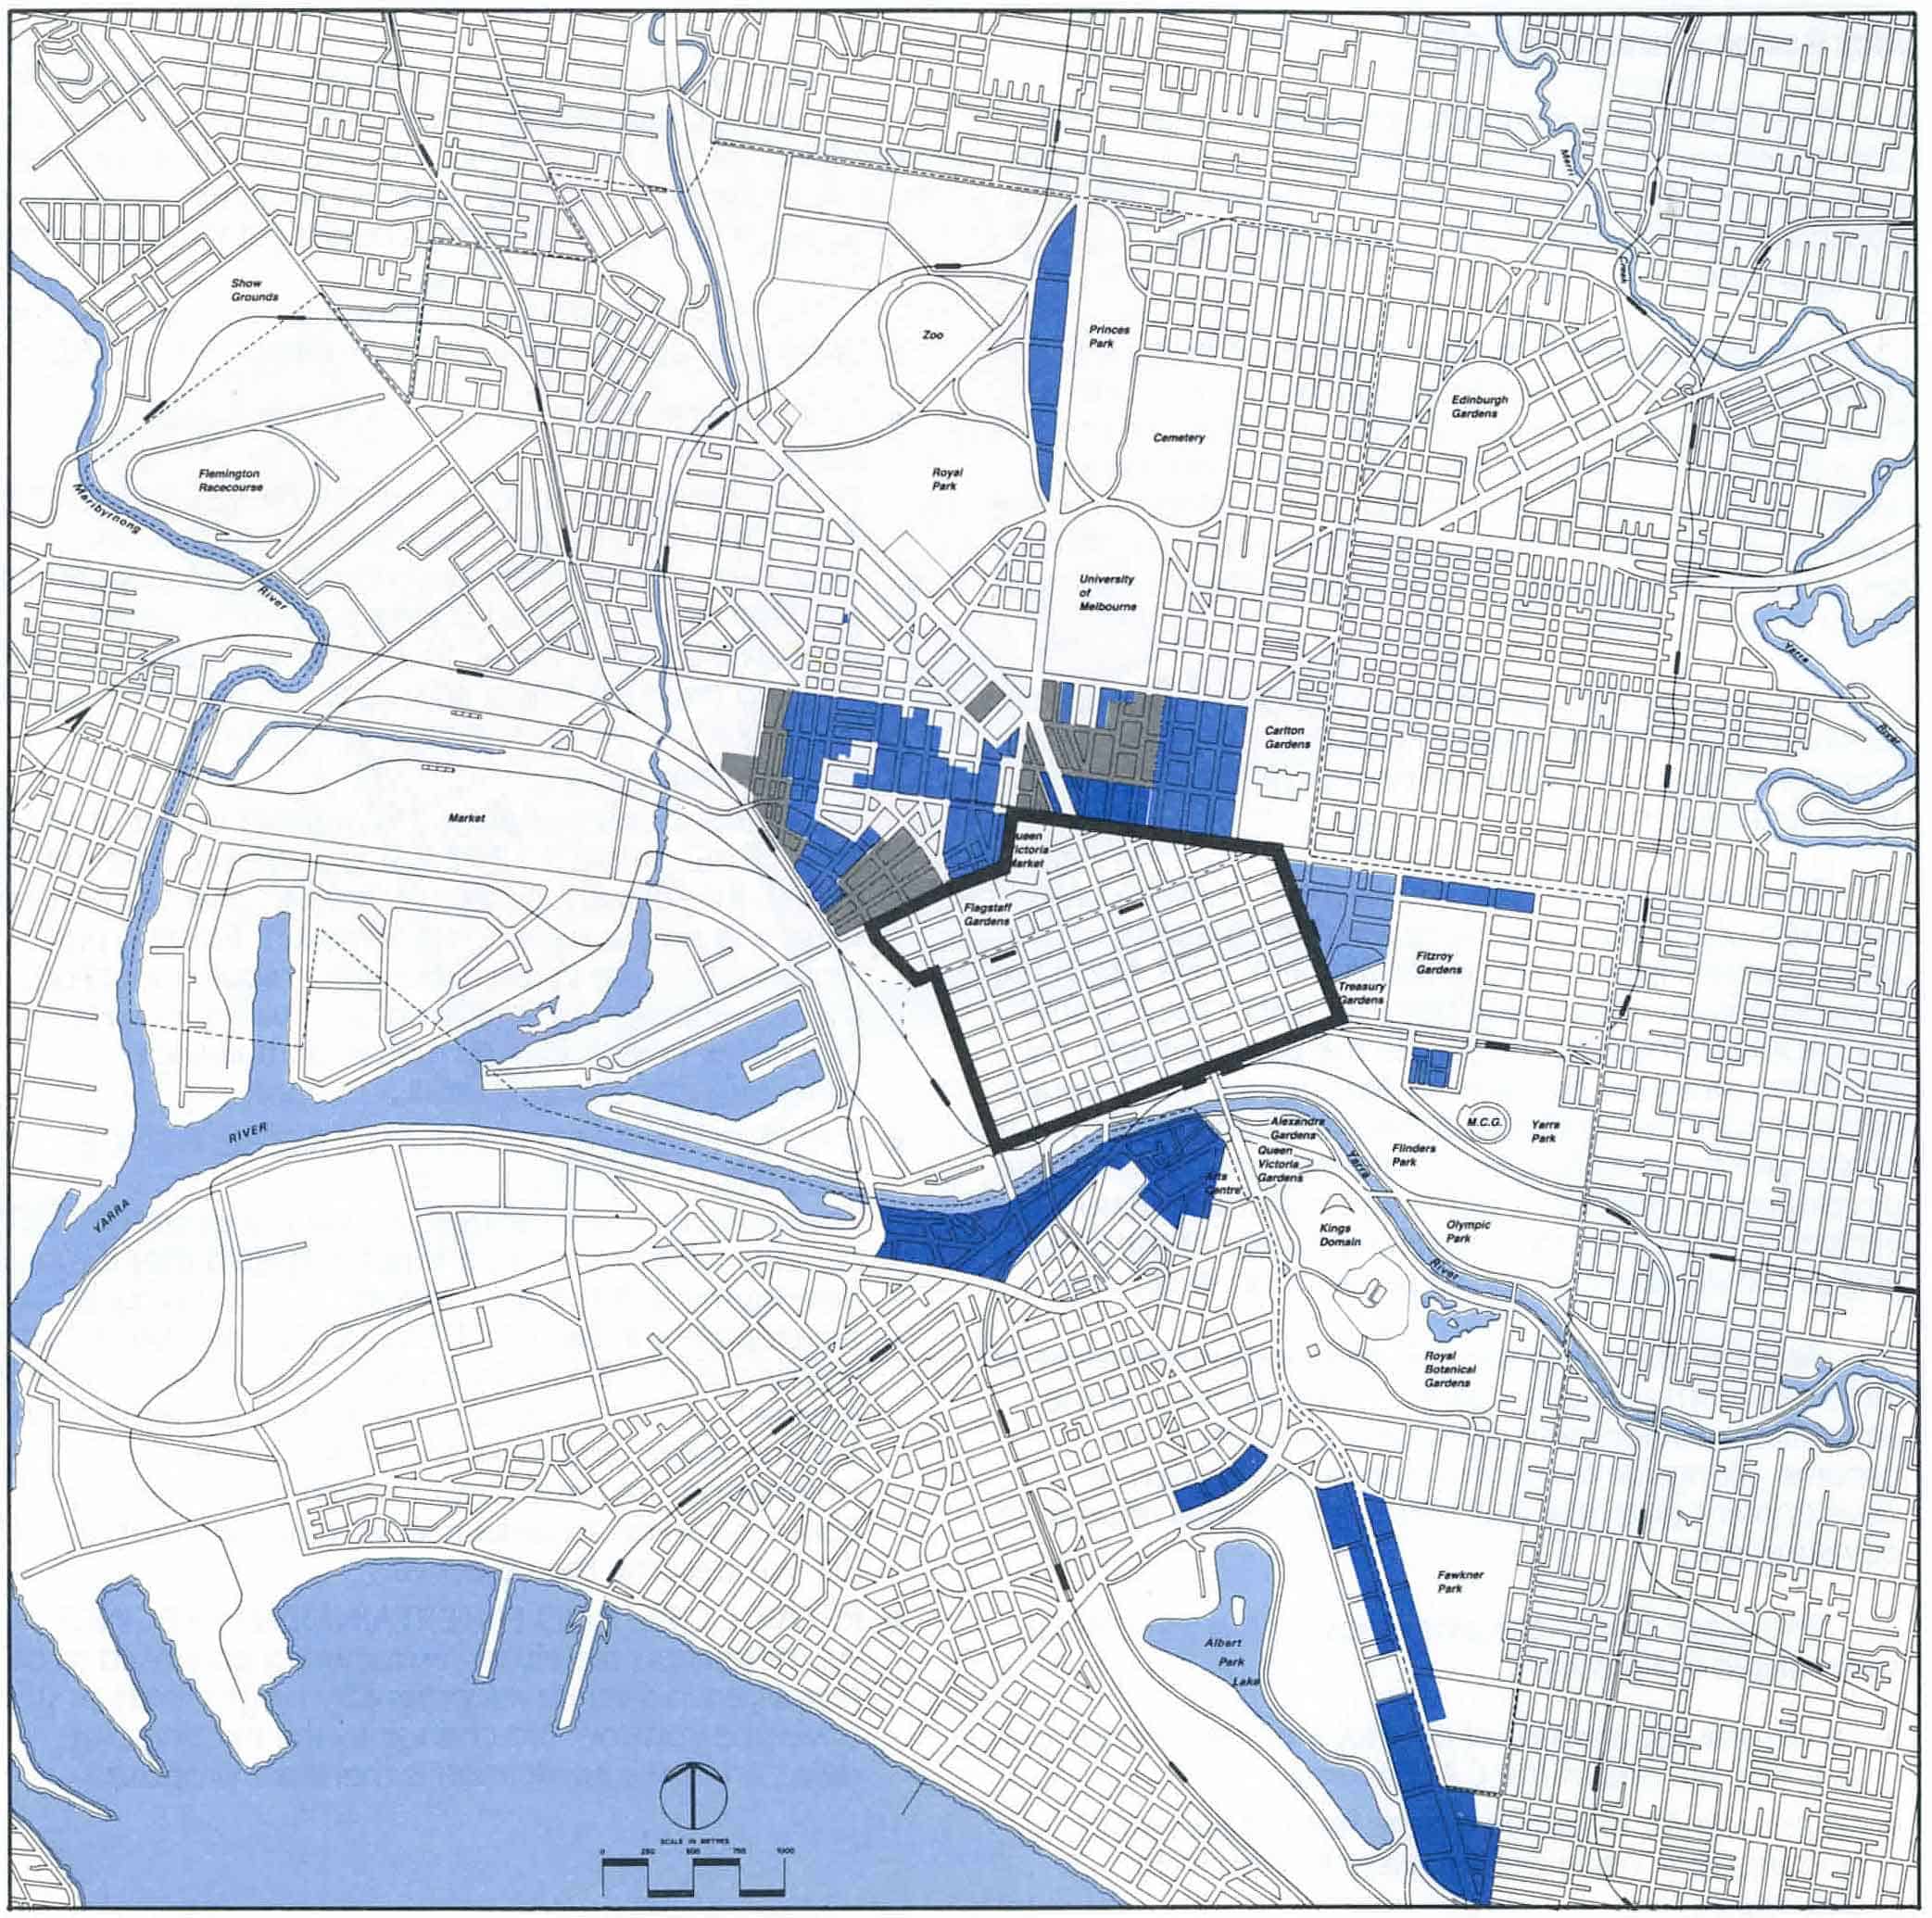 Merri
Creek
Show
Grounds
Zoo
Princes
Park
Edinburgh
Gardens
Cemetery
Flemington
Racecourse
Royal
Park
Maribyrnong
River
University
of
Melbourne
Yarra
River
Carlton
Gardens
Market
ueen
ictoria
arket
Flagstaff
Gardens
Fitzroy
Gardens
Treasury
Gardens
RIVER
YARRA
Alexandra
Gardens
M.C.G.
Yarra
Park
Flinders
Park
Queen
Victoria
Gardens
Arts
Centre
Yarra
River
Kings
Domain
Olympic
Park
Royal
Botanical
Gardens
Fawkner
Park
Albert
Park
Lake
SCALE IN METRES
0 250 500 750 1000